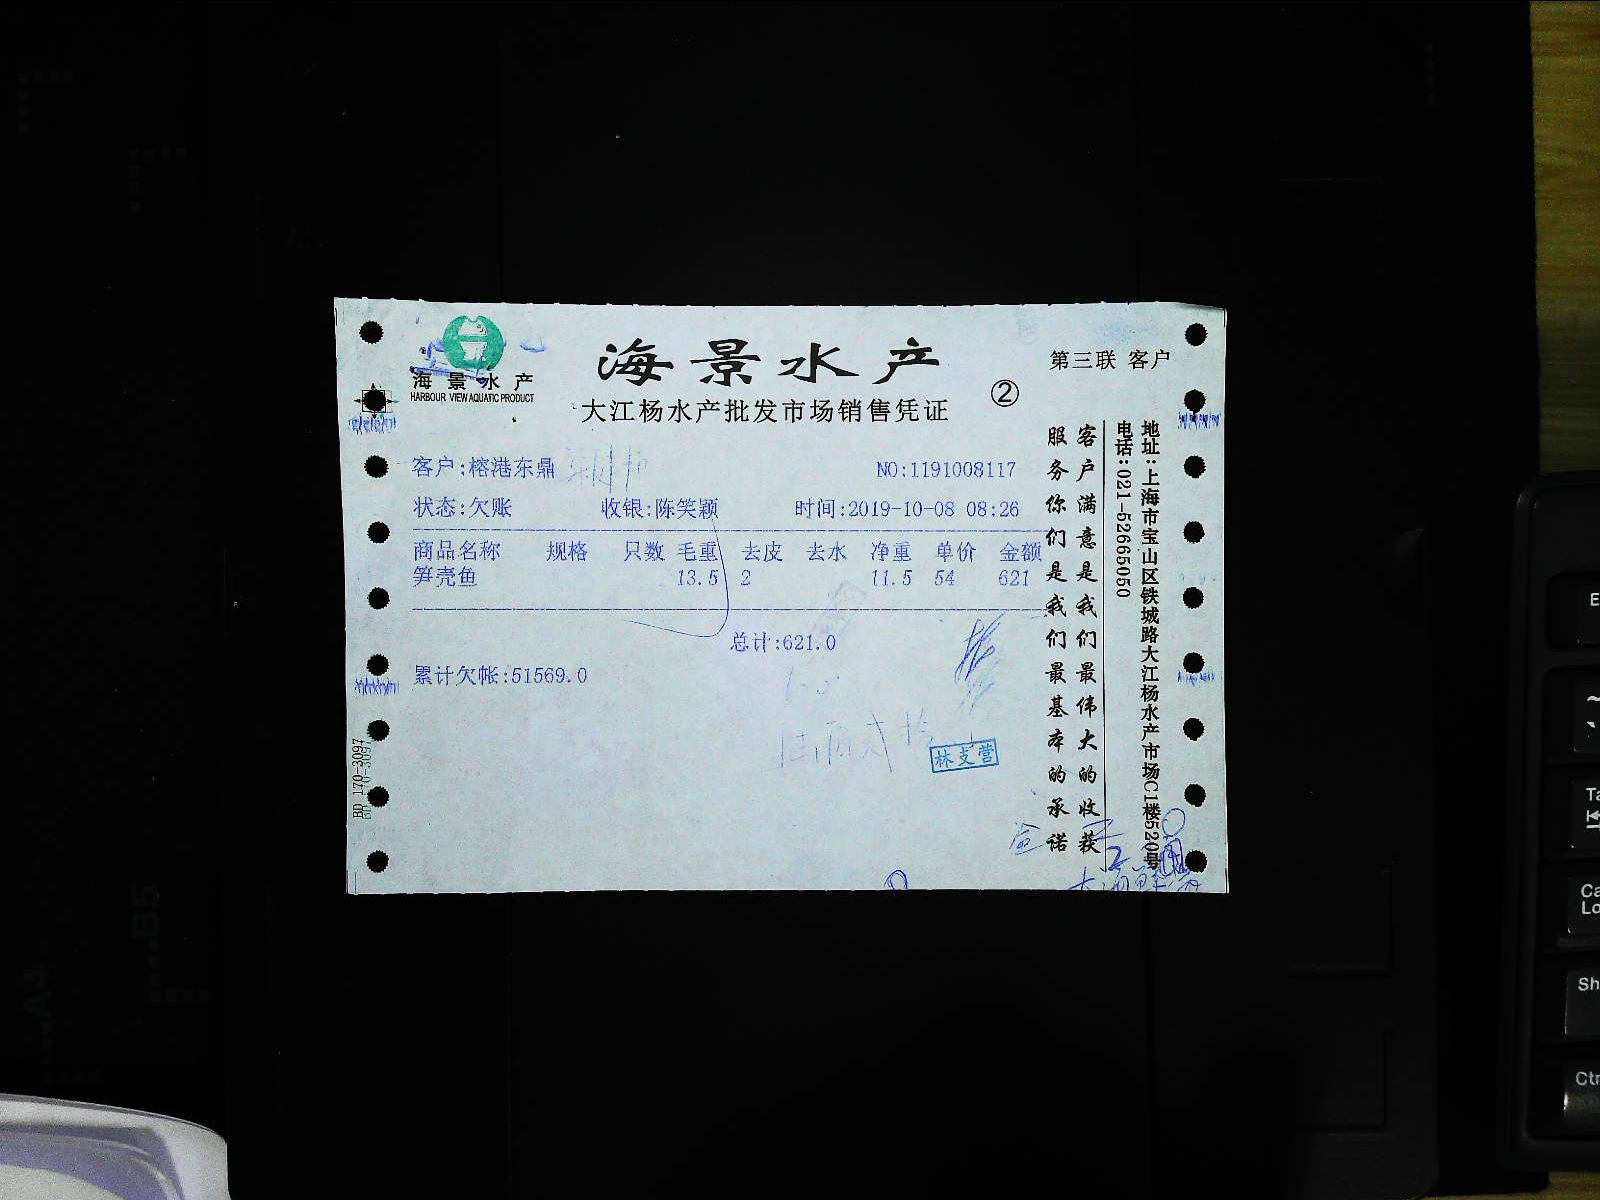 海景水产
HARBOUR VIEW AQUATIC PRODUCT
海景水产
大江杨水产批发市场销售凭证
②
第三联 客户
客户:榕港东鼎
NO:1191008117
状态:欠账 收银:陈笑颖 时间:2019-10-08 08:26
商品名称 规格 只数 毛重 去皮 去水 净重 单价 金额
笋壳鱼 13.5 2 11.5 54 621
总计:621.0
累计欠帐:51569.0
林支营
客户满意是我们最伟大的收获
服务你们是我们最基本的承诺
地址:上海市宝山区铁城路大江杨水产市场C1楼520号
电话:021-52665050
BD 170-3097
A4
B5